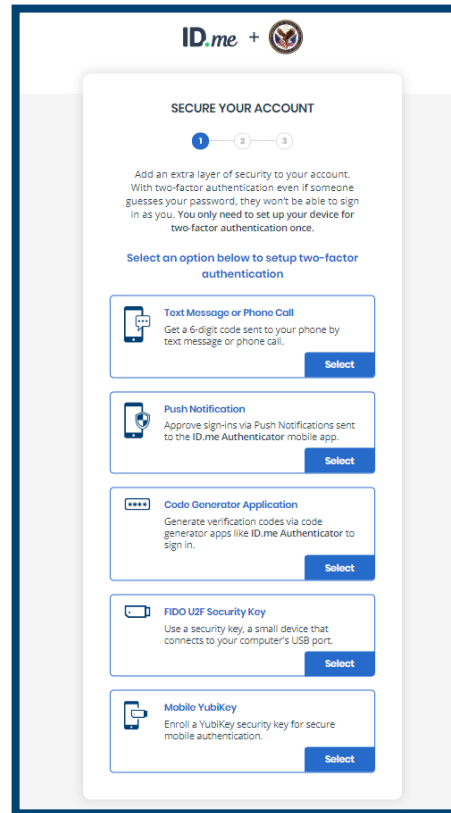 ID.me +
SECURE YOUR ACCOUNT
1 2 3
Add an extra layer of security to your account.
With two-factor authentication even if someone
guesses your password, they won't be able to sign
in as you. You only need to set up your device for
two-factor authentication once.
Select an option below to setup two-factor
authentication
Text Message or Phone Call
Get a 6-digit code sent to your phone by
text message or phone call.
Select
Push Notification
Approve sign-ins via Push Notifications sent
to the ID.me Authenticator mobile app.
Select
Code Generator Application
Generate verification codes via code
generator apps like ID.me Authenticator to
sign in.
Select
FIDO U2F Security Key
Use a security key, a small device that
connects to your computer's USB port.
Select
Mobile YubiKey
Enroll a YubiKey security key for secure
mobile authentication.
Select